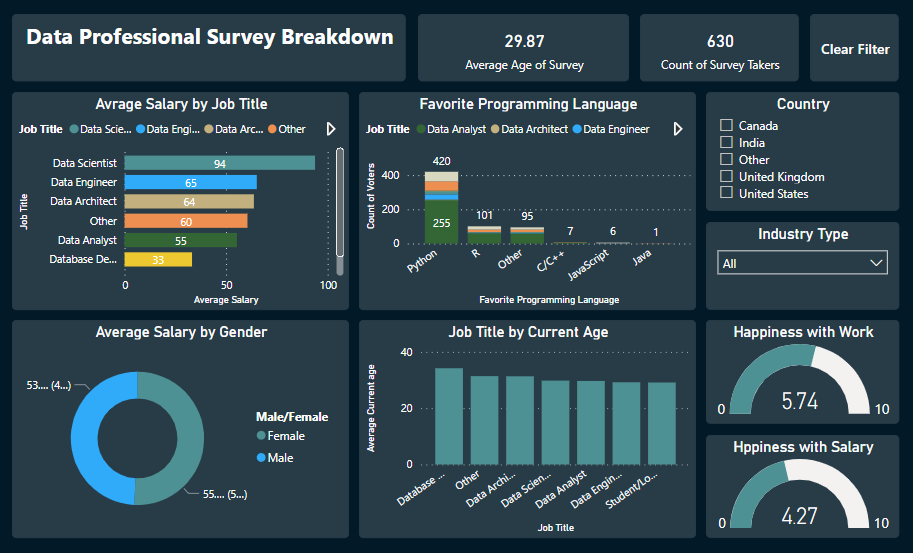 Data Professional Survey Breakdown
29.87
Average Age of Survey
630
Count of Survey Takers
Clear Filter
Avrage Salary by Job Title
Job Title Data Scie... Data Engi... Data Arc... Other
Job Title
Data Scientist 94
Data Engineer 65
Data Architect 64
Other 60
Data Analyst 55
Database De... 33
0 50 100
Average Salary
Favorite Programming Language
Job Title Data Analyst Data Architect Data Engineer
Count of Voters
400
200
0
420
255
101
95
7
6
1
Python
R
Other
C/C++
JavaScript
Java
Favorite Programming Language
Country
Canada
India
Other
United Kingdom
United States
Industry Type
All
Average Salary by Gender
53.... (4...)
55.... (5...)
Male/Female
Female
Male
Job Title by Current Age
Average Current age
40
20
0
Database ...
Other
Data Archi...
Data Scien...
Data Analyst
Data Engin...
Student/Lo...
Job Title
Happiness with Work
0 5.74 10
Hppiness with Salary
0 4.27 10